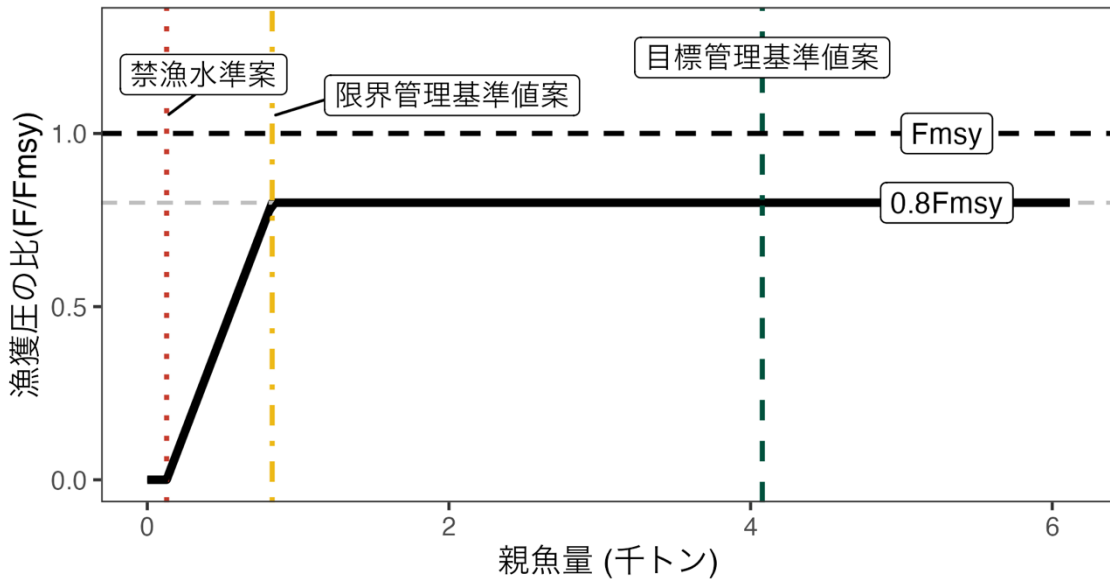 禁漁水準案
限界管理基準値案
目標管理基準値案
Fmsy
0.8Fmsy
漁獲圧の比(F/Fmsy)
1.0
0.5
0.0
0
2
4
6
親魚量 (千トン)